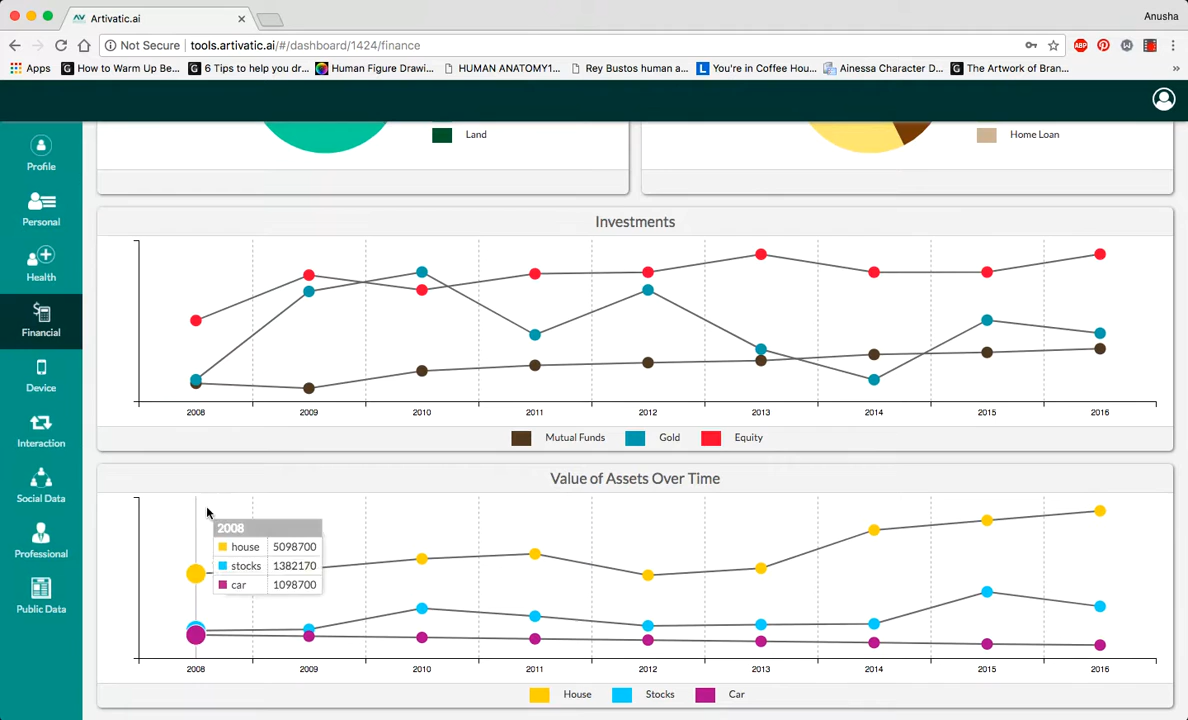 Artivatic.ai
Anusha
Not Secure tools.artivatic.ai/#/dashboard/1424/finance
ABP
Apps How to Warm Up Be... 6 Tips to help you dr... Human Figure Drawi... HUMAN ANATOMY1... Rey Bustos human a... You're in Coffee Hou... Ainessa Character D... The Artwork of Bran... »
Profile
Personal
Health
Financial
Device
Interaction
Social Data
Professional
Public Data
Land
Home Loan
Investments
2008 2009 2010 2011 2012 2013 2014 2015 2016
Mutual Funds Gold Equity
Value of Assets Over Time
2008
house 5098700
stocks 1382170
car 1098700
2008 2009 2010 2011 2012 2013 2014 2015 2016
House Stocks Car